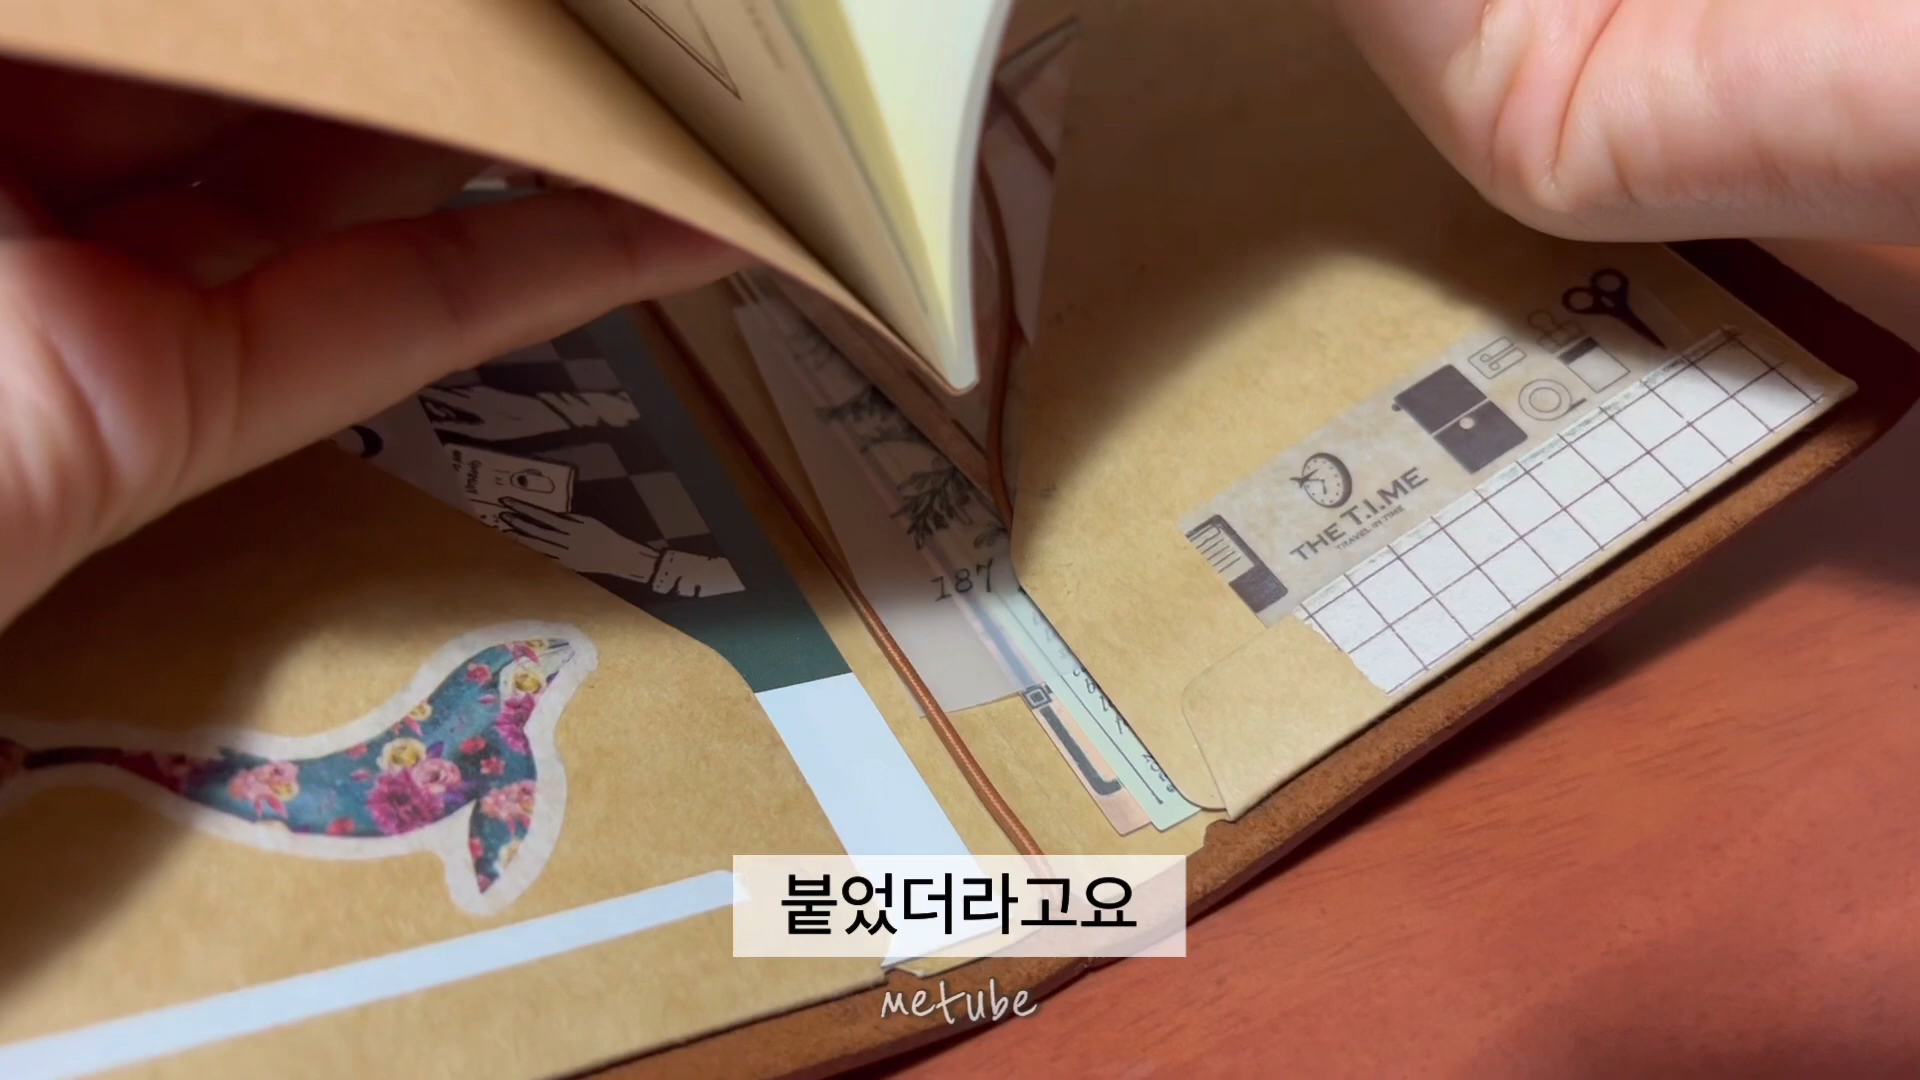 THE T.I.ME
TRAVEL IN TIME
187
붙었더라고요
metube